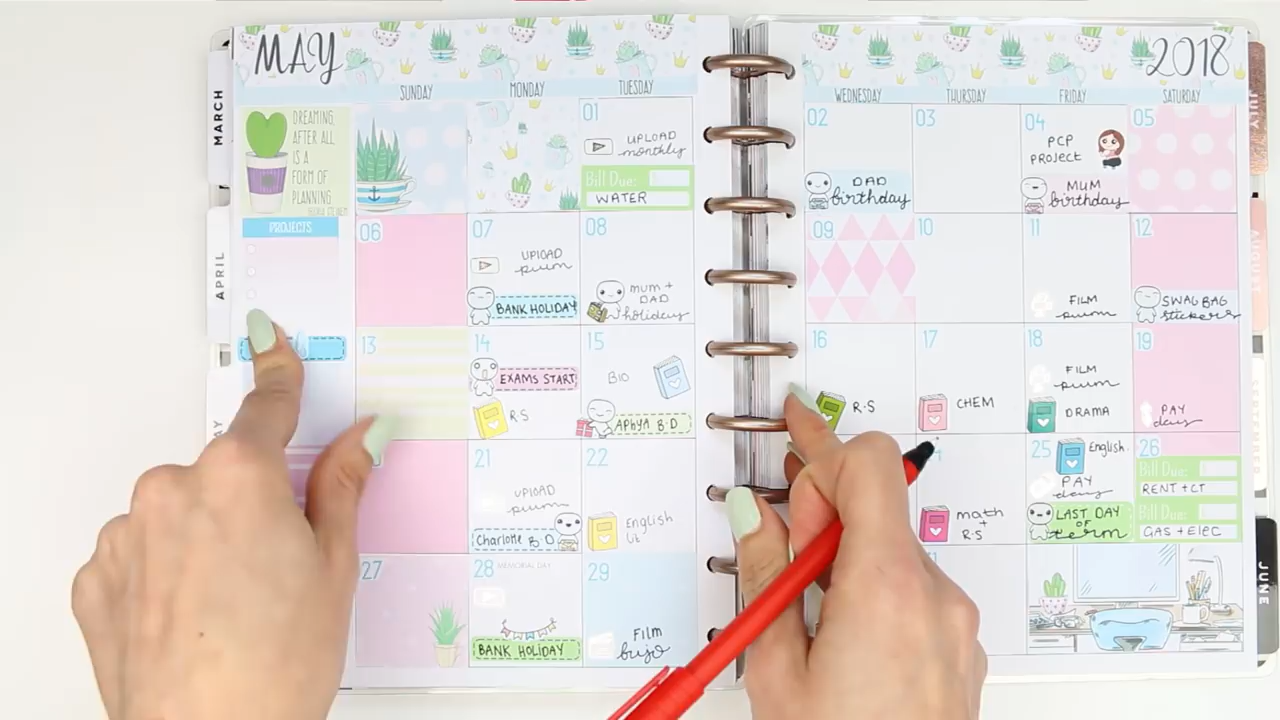 MAY
2018
SUNDAY
MONDAY
TUESDAY
WEDNESDAY
THURSDAY
FRIDAY
SATURDAY
MARCH
APRIL
JULY
AUGUST
SEPTEMBER
JUNE
DREAMING,
AFTER ALL,
IS A
FORM OF
PLANNING
PROJECTS
01
UPLOAD
monthly
Bill Due:
WATER
02
DAD
birthday
03
04
PCP
PROJECT
MUM
birthday
05
06
07
UPLOAD
BANK HOLIDAY
08
mum +
DAD
holidays
09
10
11
FILM
12
SWAG BAG
stickers
13
14
EXAMS START
R.S
15
BIO
APhyA B.D
16
R.S
17
CHEM
18
FILM
DRAMA
19
PAY
day
21
UPLOAD
Charlotte B.D
22
English
lit
math
+
R.S
25
English
PAY
day
LAST DAY
OF
term
26
Bill Due:
RENT + CT
Bill Due:
GAS + ELEC
27
28
MEMORIAL DAY
BANK HOLIDAY
29
Film
bujo